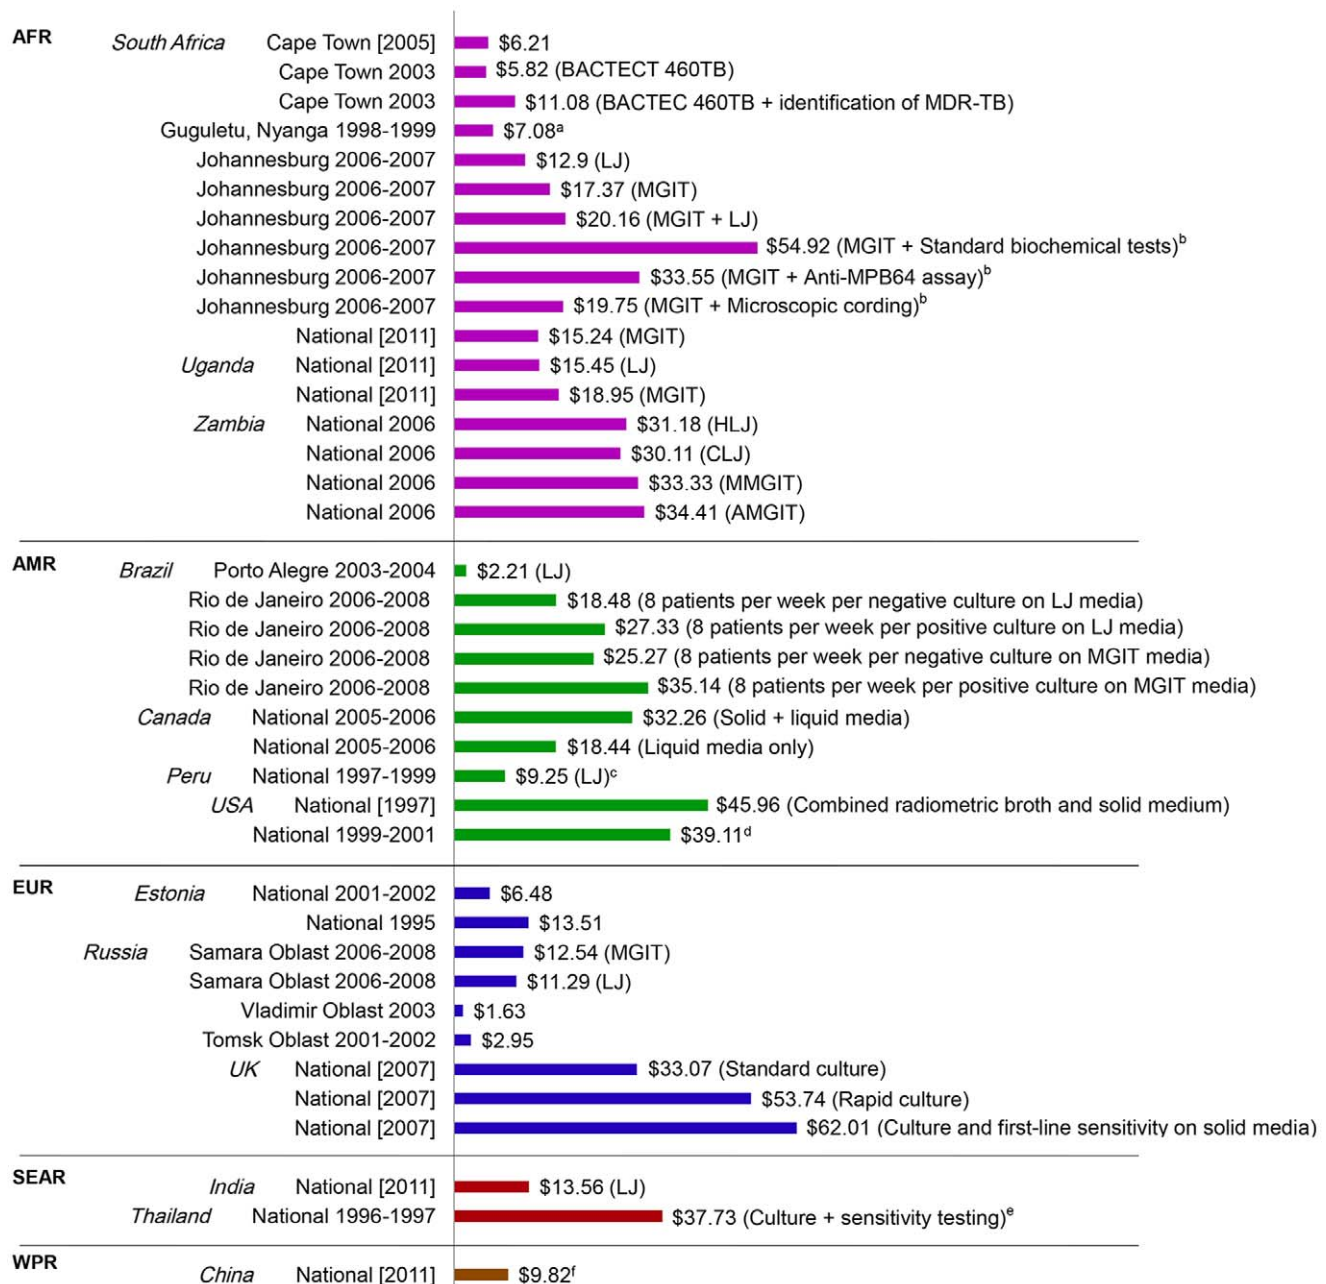 AFR South Africa Cape Town [2005] $6.21
Cape Town 2003 $5.82 (BACTECT 460TB)
Cape Town 2003 $11.08 (BACTEC 460TB + identification of MDR-TB)
Guguletu, Nyanga 1998-1999 $7.08ᵃ
Johannesburg 2006-2007 $12.9 (LJ)
Johannesburg 2006-2007 $17.37 (MGIT)
Johannesburg 2006-2007 $20.16 (MGIT + LJ)
Johannesburg 2006-2007 $54.92 (MGIT + Standard biochemical tests)ᵇ
Johannesburg 2006-2007 $33.55 (MGIT + Anti-MPB64 assay)ᵇ
Johannesburg 2006-2007 $19.75 (MGIT + Microscopic cording)ᵇ
National [2011] $15.24 (MGIT)
Uganda National [2011] $15.45 (LJ)
National [2011] $18.95 (MGIT)
Zambia National 2006 $31.18 (HLJ)
National 2006 $30.11 (CLJ)
National 2006 $33.33 (MMGIT)
National 2006 $34.41 (AMGIT)
AMR Brazil Porto Alegre 2003-2004 $2.21 (LJ)
Rio de Janeiro 2006-2008 $18.48 (8 patients per week per negative culture on LJ media)
Rio de Janeiro 2006-2008 $27.33 (8 patients per week per positive culture on LJ media)
Rio de Janeiro 2006-2008 $25.27 (8 patients per week per negative culture on MGIT media)
Rio de Janeiro 2006-2008 $35.14 (8 patients per week per positive culture on MGIT media)
Canada National 2005-2006 $32.26 (Solid + liquid media)
National 2005-2006 $18.44 (Liquid media only)
Peru National 1997-1999 $9.25 (LJ)ᶜ
USA National [1997] $45.96 (Combined radiometric broth and solid medium)
National 1999-2001 $39.11ᵈ
EUR Estonia National 2001-2002 $6.48
National 1995 $13.51
Russia Samara Oblast 2006-2008 $12.54 (MGIT)
Samara Oblast 2006-2008 $11.29 (LJ)
Vladimir Oblast 2003 $1.63
Tomsk Oblast 2001-2002 $2.95
UK National [2007] $33.07 (Standard culture)
National [2007] $53.74 (Rapid culture)
National [2007] $62.01 (Culture and first-line sensitivity on solid media)
SEAR India National [2011] $13.56 (LJ)
Thailand National 1996-1997 $37.73 (Culture + sensitivity testing)ᵉ
WPR China National [2011] $9.82ᶠ